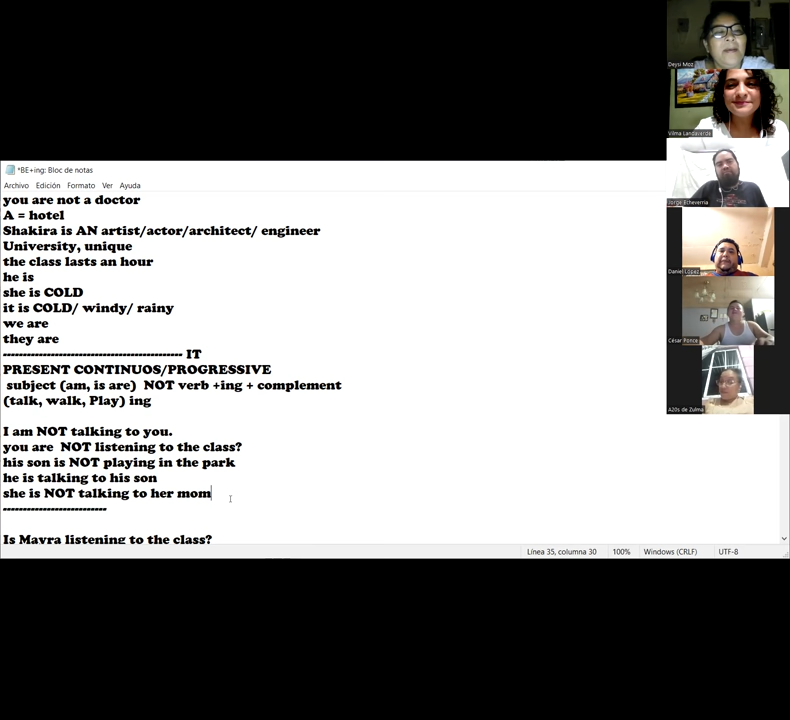 *BE+ing: Bloc de notas
Archivo Edición Formato Ver Ayuda
you are not a doctor
A = hotel
Shakira is AN artist/actor/architect/ engineer
University, unique
the class lasts an hour
he is
she is COLD
it is COLD/ windy/ rainy
we are
they are
--------------------------------------------- IT
PRESENT CONTINUOS/PROGRESSIVE
subject (am, is are) NOT verb +ing + complement
(talk, walk, Play) ing
I am NOT talking to you.
you are NOT listening to the class?
his son is NOT playing in the park
he is talking to his son
she is NOT talking to her mom
--------------------------
Is Mayra listening to the class?
Línea 35, columna 30 100% Windows (CRLF) UTF-8
Deysi Moz
Vilma Landaverde
Jorge Echeverria
Daniel López
César Ponce
A20s de Zulma